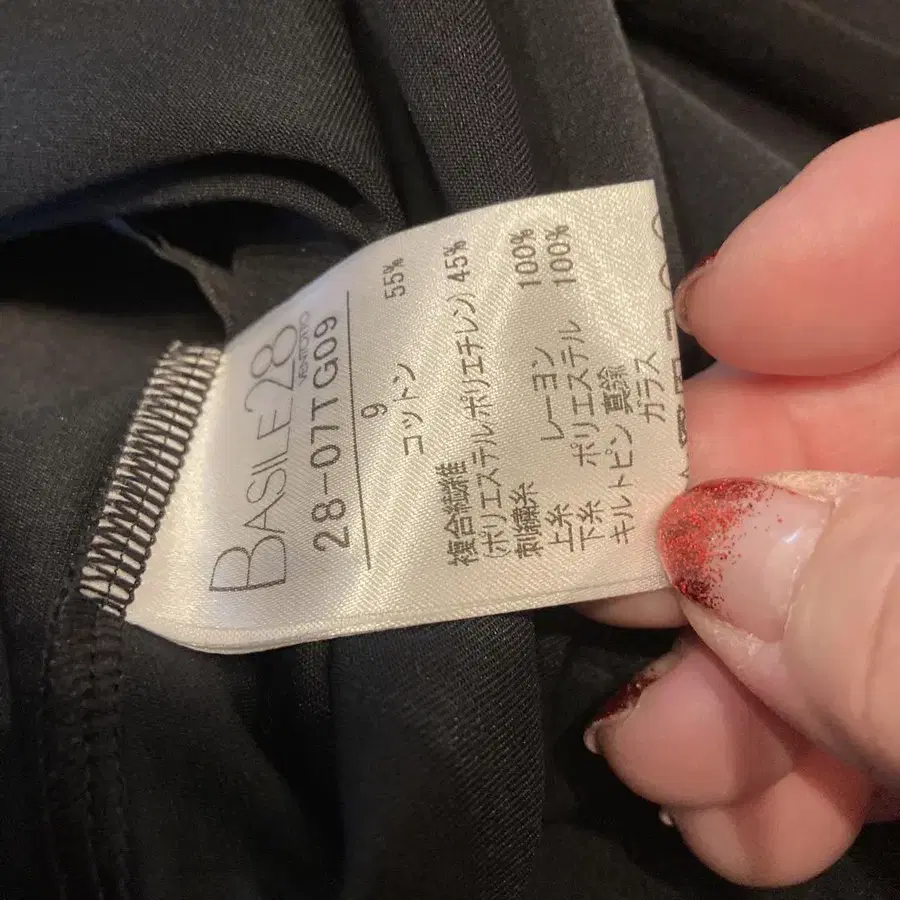 BASILE28
VENTOTTO
28-07TG09
9
コットン 55%
複合繊維
(ポリエステル/ポリエチレン) 45%
刺繍糸
上糸 レーヨン 100%
下糸 ポリエステル 100%
キルトピン 真鍮
ガラス